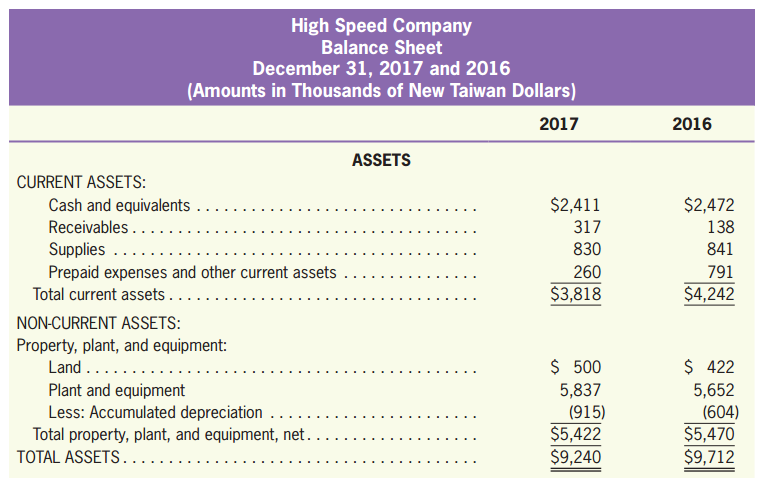 High Speed Company
Balance Sheet
December 31, 2017 and 2016
(Amounts in Thousands of New Taiwan Dollars)
2017 2016
ASSETS
CURRENT ASSETS:
Cash and equivalents . . . . . . . . . . . . . . . . . . . . . . . . . . . . . . $2,411 $2,472
Receivables . . . . . . . . . . . . . . . . . . . . . . . . . . . . . . . . . . . . . 317 138
Supplies . . . . . . . . . . . . . . . . . . . . . . . . . . . . . . . . . . . . . . . 830 841
Prepaid expenses and other current assets . . . . . . . . . . . . . . 260 791
Total current assets . . . . . . . . . . . . . . . . . . . . . . . . . . . . . . . . . $3,818 $4,242
NON-CURRENT ASSETS:
Property, plant, and equipment:
Land . . . . . . . . . . . . . . . . . . . . . . . . . . . . . . . . . . . . . . . . . . $ 500 $ 422
Plant and equipment 5,837 5,652
Less: Accumulated depreciation . . . . . . . . . . . . . . . . . . . . . . (915) (604)
Total property, plant, and equipment, net . . . . . . . . . . . . . . . . . . $5,422 $5,470
TOTAL ASSETS . . . . . . . . . . . . . . . . . . . . . . . . . . . . . . . . . . . . . . $9,240 $9,712